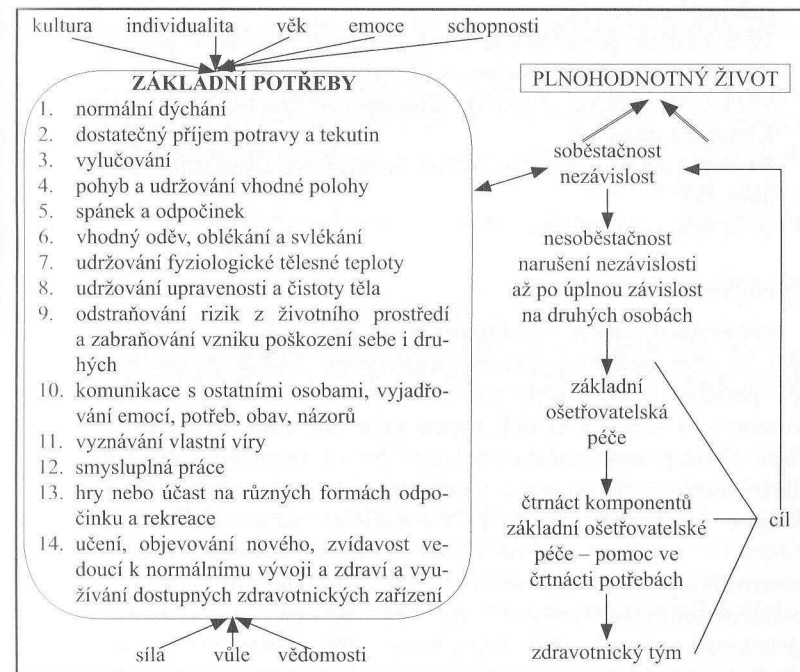 kultura individualita věk emoce schopnosti
ZÁKLADNÍ POTŘEBY
1. normální dýchání
2. dostatečný příjem potravy a tekutin
3. vylučování
4. pohyb a udržování vhodné polohy
5. spánek a odpočinek
6. vhodný oděv, oblékání a svlékání
7. udržování fyziologické tělesné teploty
8. udržování upravenosti a čistoty těla
9. odstraňování rizik z životního prostředí
a zabraňování vzniku poškození sebe i dru-
hých
10. komunikace s ostatními osobami, vyjadřo-
vání emocí, potřeb, obav, názorů
11. vyznávání vlastní víry
12. smysluplná práce
13. hry nebo účast na různých formách odpo-
činku a rekreace
14. učení, objevování nového, zvídavost ve-
doucí k normálnímu vývoji a zdraví a vyu-
žívání dostupných zdravotnických zařízení
síla vůle vědomosti
PLNOHODNOTNÝ ŽIVOT
soběstačnost
nezávislost
nesoběstačnost
narušení nezávislosti
až po úplnou závislost
na druhých osobách
základní
ošetřovatelská
péče
čtrnáct komponentů
základní ošetřovatelské
péče – pomoc ve
črtnácti potřebách
cíl
zdravotnický tým